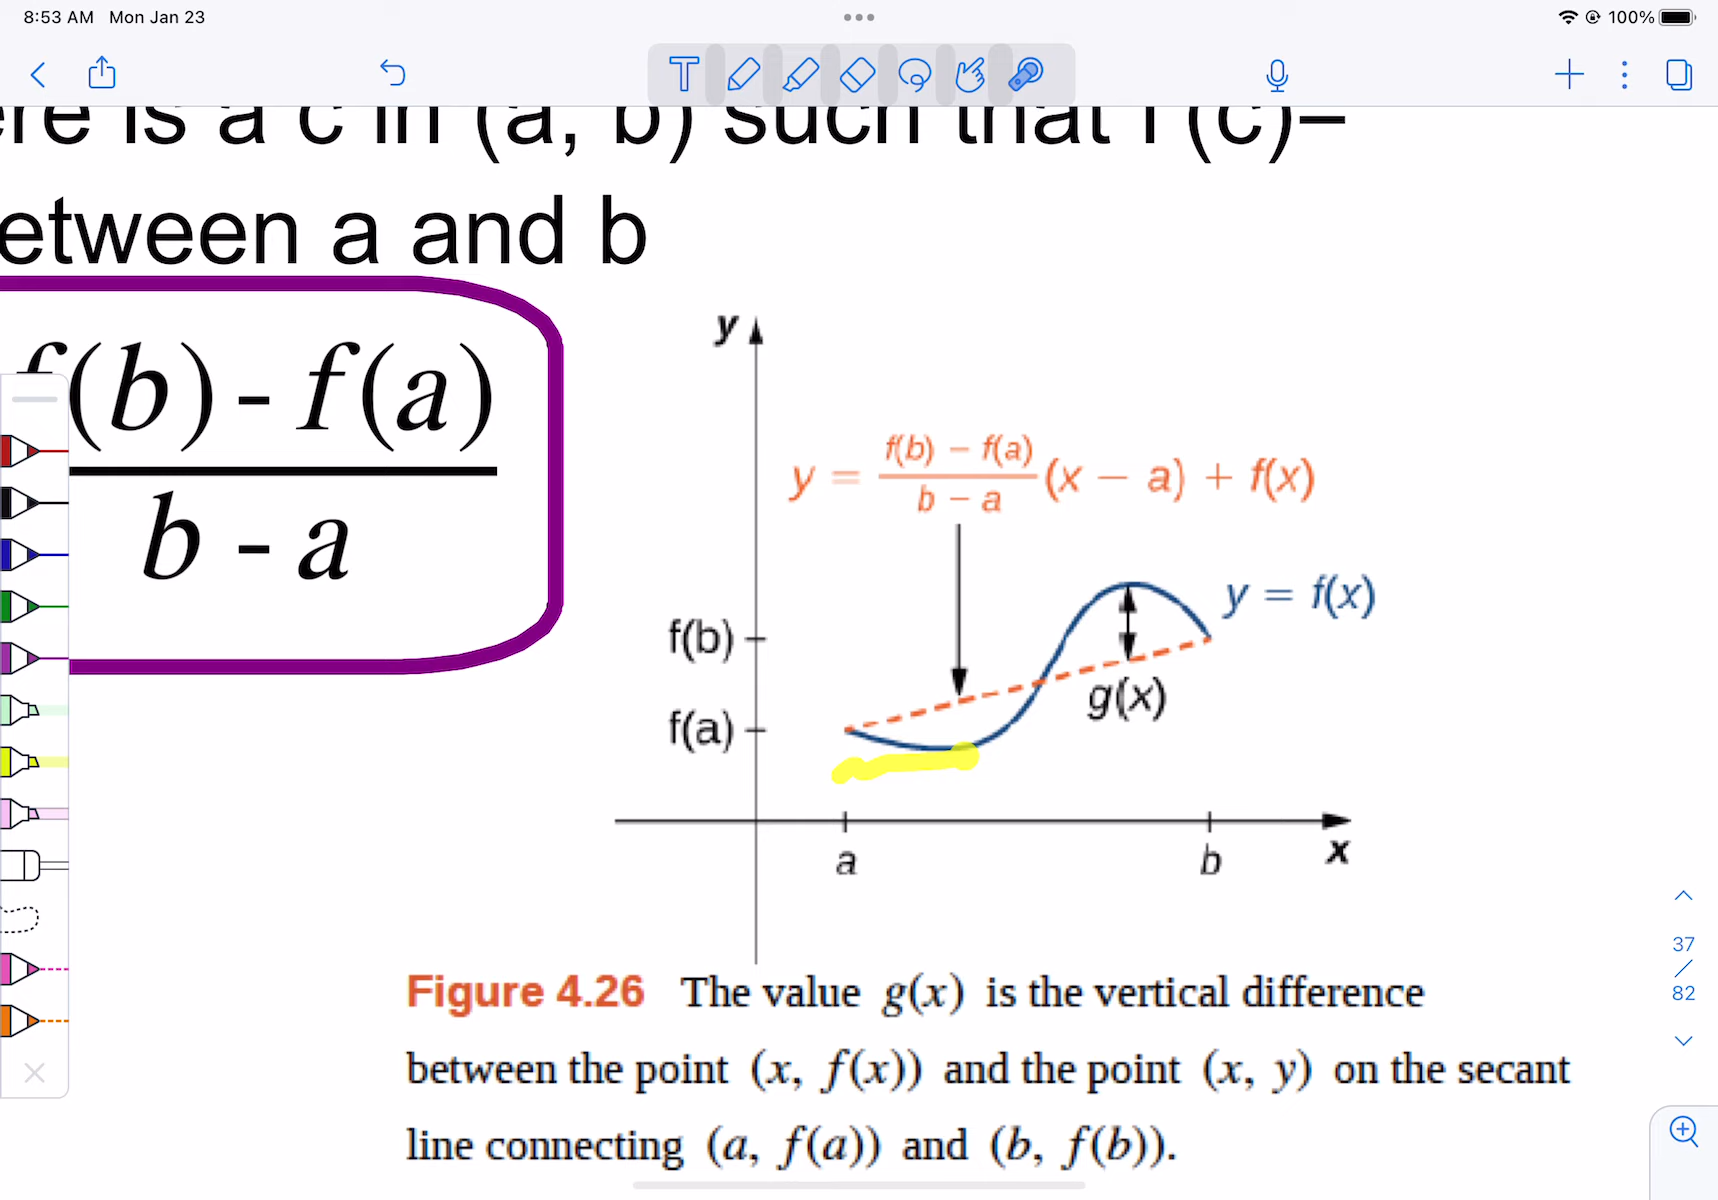 8:53 AM Mon Jan 23
100%
ere is a c in (a, b) such that f (c)–
etween a and b
f(b) - f(a)
b - a
y
y = f(b) − f(a) / b − a (x − a) + f(x)
y = f(x)
f(b)
g(x)
f(a)
a
b
x
37
/
82
Figure 4.26 The value g(x) is the vertical difference
between the point (x, f(x)) and the point (x, y) on the secant
line connecting (a, f(a)) and (b, f(b)).